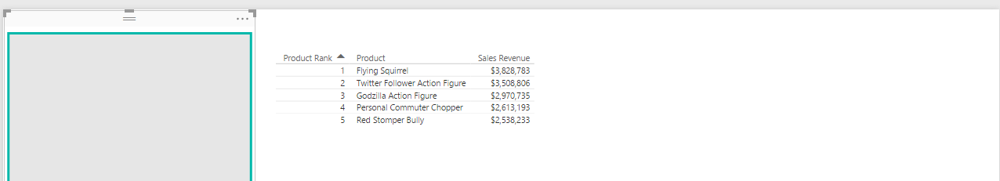 Product Rank Product Sales Revenue
1 Flying Squirrel $3,828,783
2 Twitter Follower Action Figure $3,508,806
3 Godzilla Action Figure $2,970,735
4 Personal Commuter Chopper $2,613,193
5 Red Stomper Bully $2,538,233